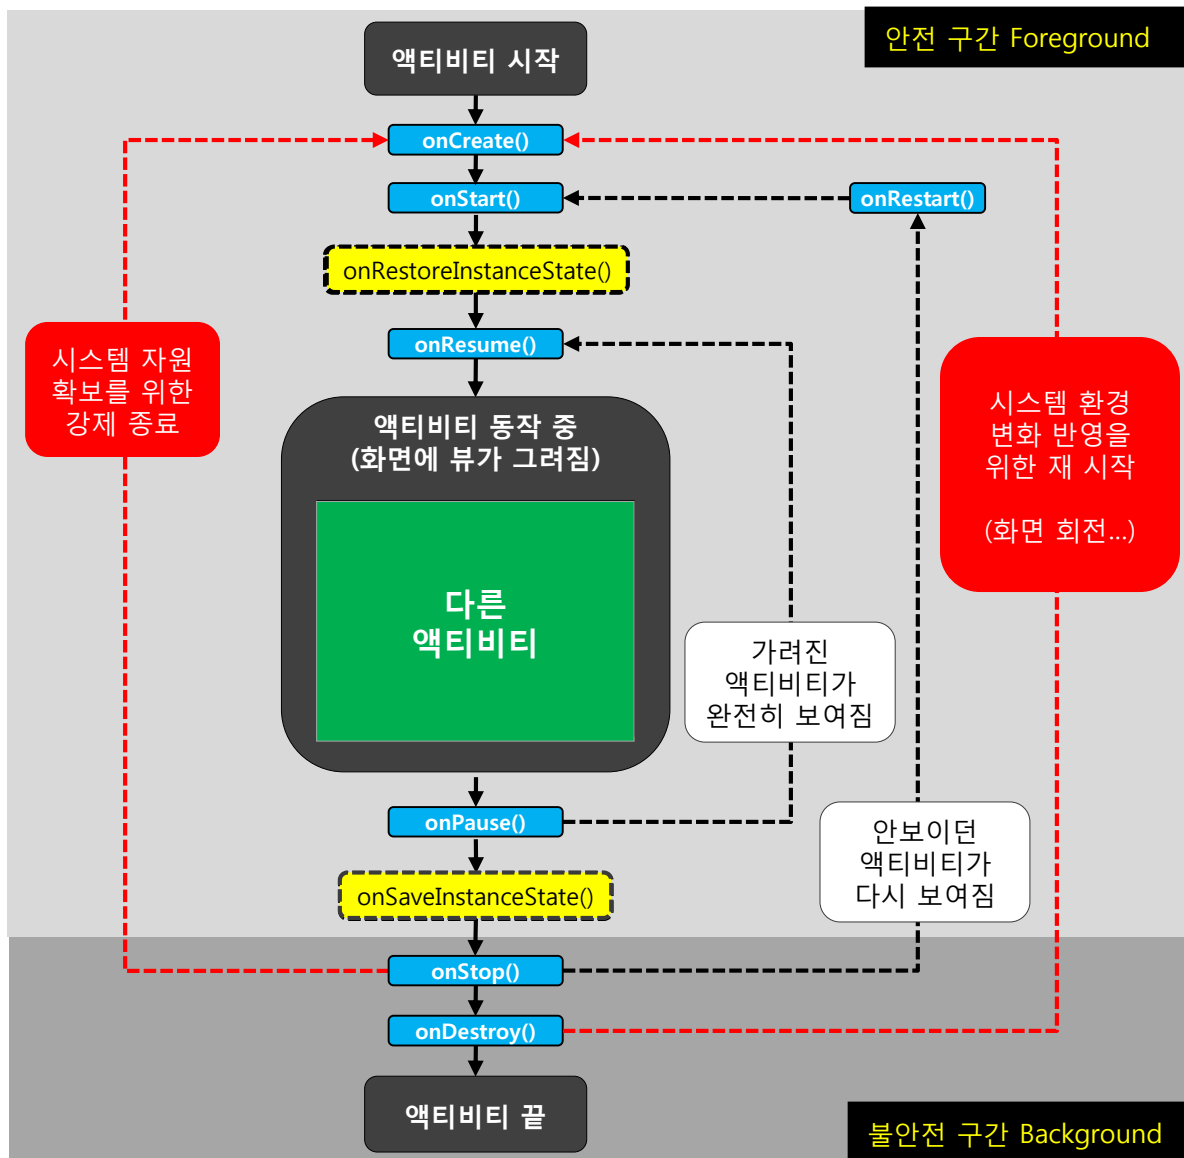 안전 구간 Foreground
액티비티 시작
onCreate()
onStart()
onRestart()
onRestoreInstanceState()
onResume()
시스템 자원
확보를 위한
강제 종료
액티비티 동작 중
(화면에 뷰가 그려짐)
시스템 환경
변화 반영을
위한 재 시작
(화면 회전...)
다른
액티비티
가려진
액티비티가
완전히 보여짐
onPause()
안보이던
액티비티가
다시 보여짐
onSaveInstanceState()
onStop()
onDestroy()
액티비티 끝
불안전 구간 Background